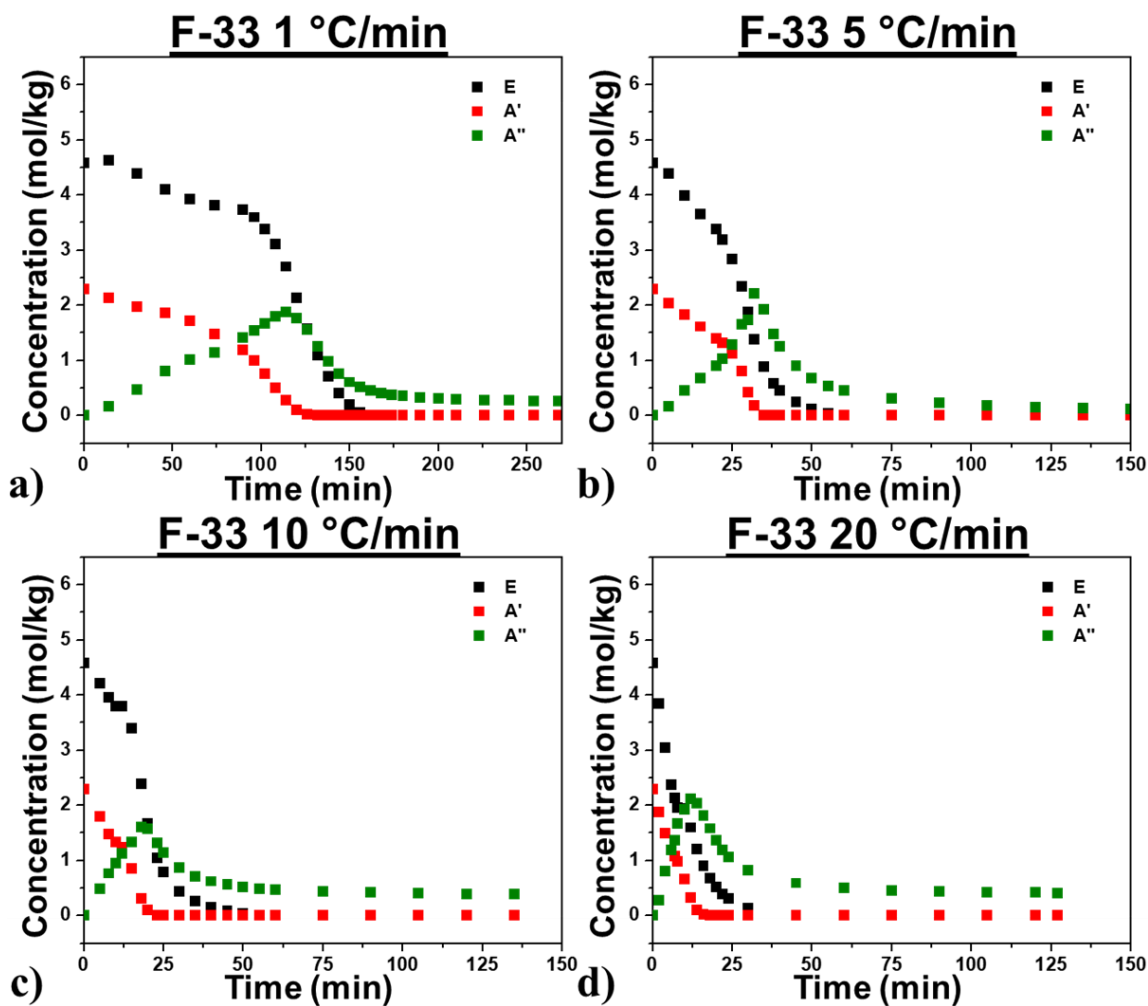 F-33 1 °C/min
E
A'
A"
6
5
4
3
2
1
0
0 50 100 150 200 250
Concentration (mol/kg)
Time (min)
a)
F-33 5 °C/min
E
A'
A"
6
5
4
3
2
1
0
0 25 50 75 100 125 150
Concentration (mol/kg)
Time (min)
b)
F-33 10 °C/min
E
A'
A"
6
5
4
3
2
1
0
0 25 50 75 100 125 150
Concentration (mol/kg)
Time (min)
c)
F-33 20 °C/min
E
A'
A"
6
5
4
3
2
1
0
0 25 50 75 100 125 150
Concentration (mol/kg)
Time (min)
d)